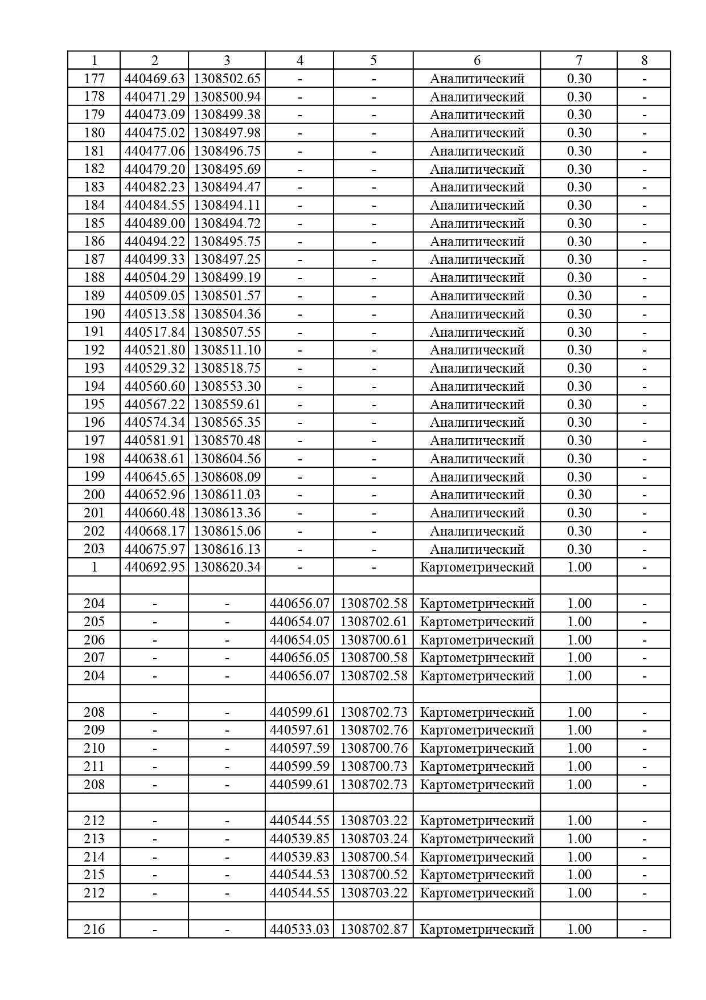 1 2 3 4 5 6 7 8
177 440469.63 1308502.65 - - Аналитический 0.30 -
178 440471.29 1308500.94 - - Аналитический 0.30 -
179 440473.09 1308499.38 - - Аналитический 0.30 -
180 440475.02 1308497.98 - - Аналитический 0.30 -
181 440477.06 1308496.75 - - Аналитический 0.30 -
182 440479.20 1308495.69 - - Аналитический 0.30 -
183 440482.23 1308494.47 - - Аналитический 0.30 -
184 440484.55 1308494.11 - - Аналитический 0.30 -
185 440489.00 1308494.72 - - Аналитический 0.30 -
186 440494.22 1308495.75 - - Аналитический 0.30 -
187 440499.33 1308497.25 - - Аналитический 0.30 -
188 440504.29 1308499.19 - - Аналитический 0.30 -
189 440509.05 1308501.57 - - Аналитический 0.30 -
190 440513.58 1308504.36 - - Аналитический 0.30 -
191 440517.84 1308507.55 - - Аналитический 0.30 -
192 440521.80 1308511.10 - - Аналитический 0.30 -
193 440529.32 1308518.75 - - Аналитический 0.30 -
194 440560.60 1308553.30 - - Аналитический 0.30 -
195 440567.22 1308559.61 - - Аналитический 0.30 -
196 440574.34 1308565.35 - - Аналитический 0.30 -
197 440581.91 1308570.48 - - Аналитический 0.30 -
198 440638.61 1308604.56 - - Аналитический 0.30 -
199 440645.65 1308608.09 - - Аналитический 0.30 -
200 440652.96 1308611.03 - - Аналитический 0.30 -
201 440660.48 1308613.36 - - Аналитический 0.30 -
202 440668.17 1308615.06 - - Аналитический 0.30 -
203 440675.97 1308616.13 - - Аналитический 0.30 -
1 440692.95 1308620.34 - - Картометрический 1.00 -
204 - - 440656.07 1308702.58 Картометрический 1.00 -
205 - - 440654.07 1308702.61 Картометрический 1.00 -
206 - - 440654.05 1308700.61 Картометрический 1.00 -
207 - - 440656.05 1308700.58 Картометрический 1.00 -
204 - - 440656.07 1308702.58 Картометрический 1.00 -
208 - - 440599.61 1308702.73 Картометрический 1.00 -
209 - - 440597.61 1308702.76 Картометрический 1.00 -
210 - - 440597.59 1308700.76 Картометрический 1.00 -
211 - - 440599.59 1308700.73 Картометрический 1.00 -
208 - - 440599.61 1308702.73 Картометрический 1.00 -
212 - - 440544.55 1308703.22 Картометрический 1.00 -
213 - - 440539.85 1308703.24 Картометрический 1.00 -
214 - - 440539.83 1308700.54 Картометрический 1.00 -
215 - - 440544.53 1308700.52 Картометрический 1.00 -
212 - - 440544.55 1308703.22 Картометрический 1.00 -
216 - - 440533.03 1308702.87 Картометрический 1.00 -